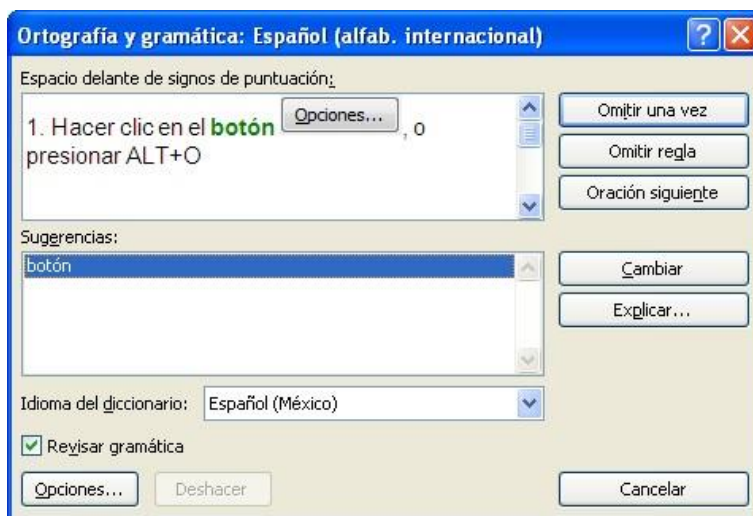 Ortografía y gramática: Español (alfab. internacional)
Espacio delante de signos de puntuación:
1. Hacer clic en el botón Opciones... , o
presionar ALT+O
Omitir una vez
Omitir regla
Oración siguiente
Sugerencias:
botón
Cambiar
Explicar...
Idioma del diccionario: Español (México)
Revisar gramática
Opciones... Deshacer Cancelar